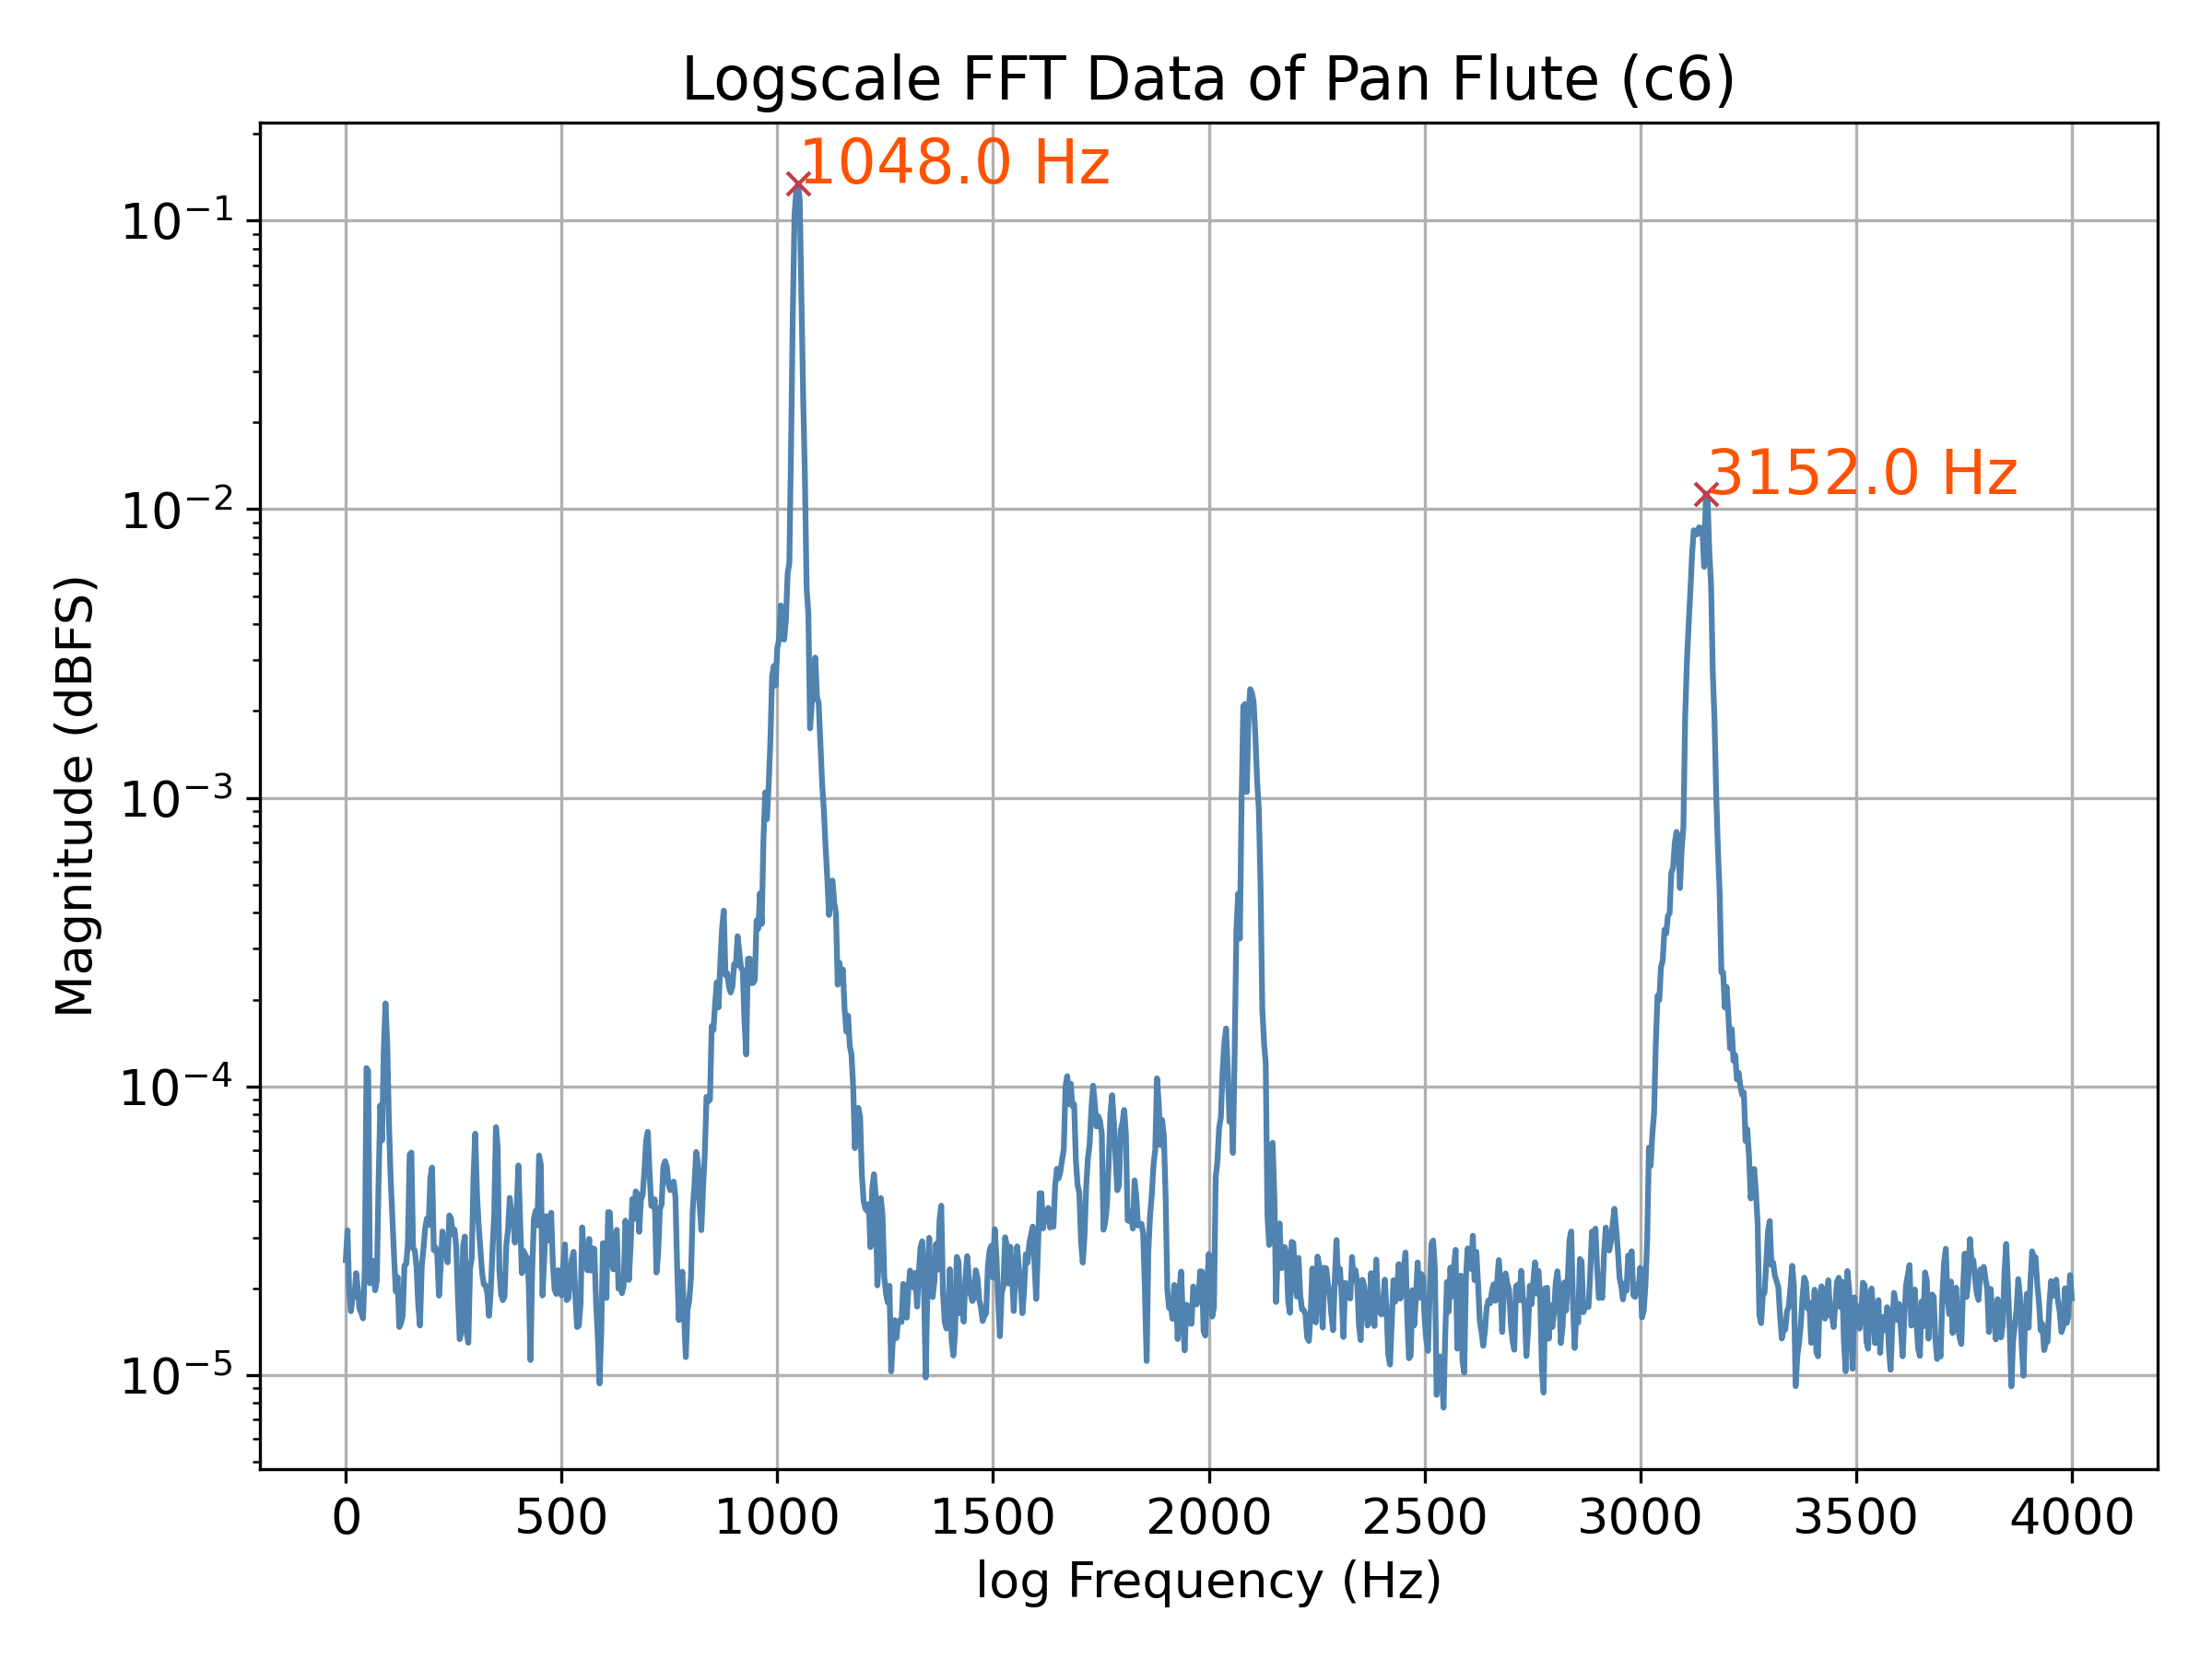 Logscale FFT Data of Pan Flute (c6)
1048.0 Hz
3152.0 Hz
Magnitude (dBFS)
10⁻¹
10⁻²
10⁻³
10⁻⁴
10⁻⁵
0 500 1000 1500 2000 2500 3000 3500 4000
log Frequency (Hz)